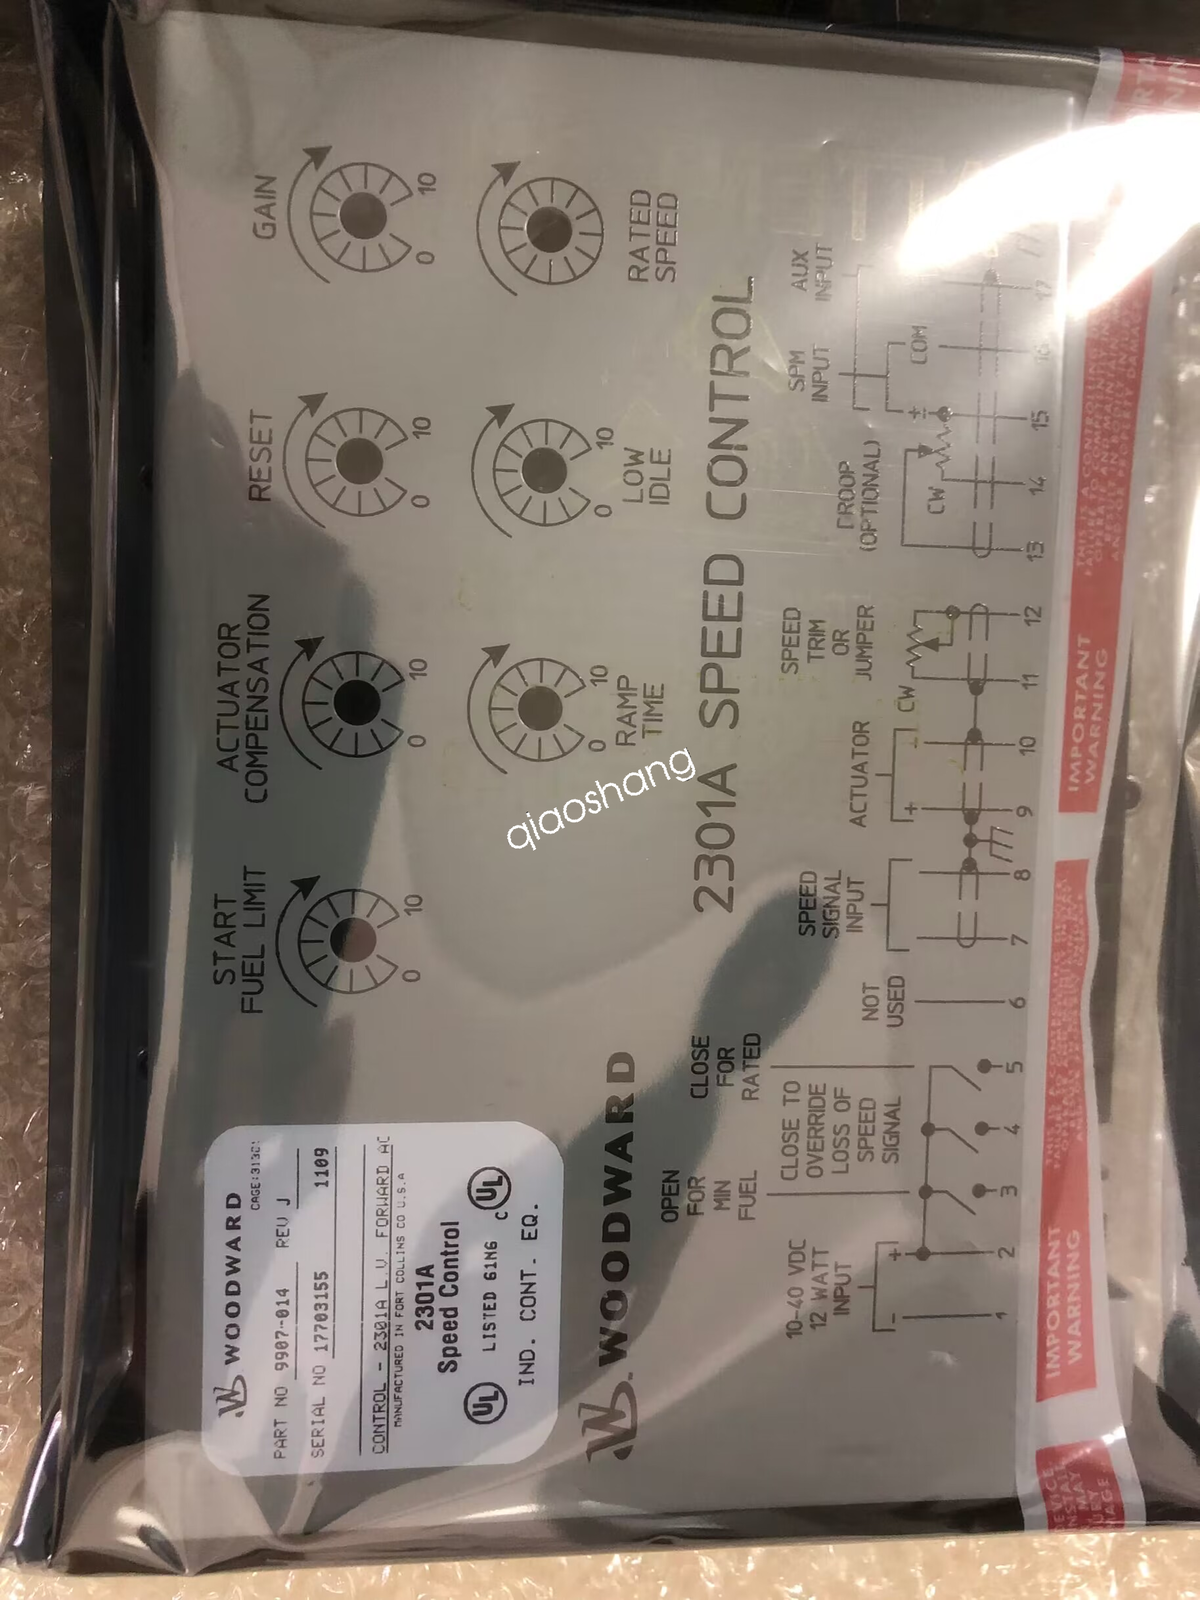 WOODWARD
CAGE:31361
PART NO 9907-014 REV J
SERIAL NO 17703155 1109
CONTROL - 2301A L.V. FORWARD AC
MANUFACTURED IN FORT COLLINS CO U.S.A
2301A
Speed Control
UL LISTED 61N6 c UL
IND. CONT. EQ.
START
FUEL LIMIT
0 10
ACTUATOR
COMPENSATION
0 10
RESET
0 10
GAIN
0 10
0 10
RAMP
TIME
0 10
LOW
IDLE
RATED
SPEED
qiaoshang
WOODWARD
2301A SPEED CONTROL
10-40 VDC
12 WATT
INPUT
- +
OPEN
FOR
MIN
FUEL
CLOSE TO
OVERRIDE
LOSS OF
SPEED
SIGNAL
CLOSE
FOR
RATED
NOT
USED
SPEED
SIGNAL
INPUT
ACTUATOR
+
SPEED
TRIM
OR
JUMPER
CW
DROOP
(OPTIONAL)
CW
SPM
INPUT
±
COM
AUX
INPUT
1 2 3 4 5 6 7 8 9 10 11 12 13 14 15 16 17
IMPORTANT
WARNING
IMPORTANT
WARNING